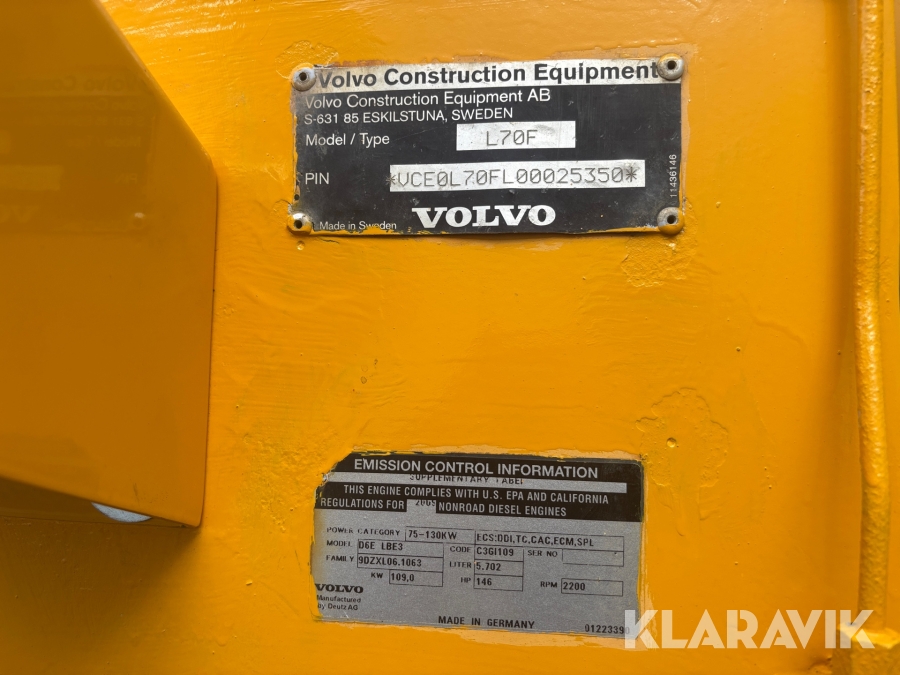 Volvo Construction Equipment
Volvo Construction Equipment AB
S-631 85 ESKILSTUNA, SWEDEN
Model / Type L70F
PIN *VCE0L70FL00025350*
11436146
Made in Sweden VOLVO
EMISSION CONTROL INFORMATION
SUPPLEMENTARY LABEL
THIS ENGINE COMPLIES WITH U.S. EPA AND CALIFORNIA
REGULATIONS FOR 2009 NONROAD DIESEL ENGINES
POWER CATEGORY 75-130KW ECS:DDI,TC,CAC,ECM,SPL
MODEL D6E LBE3 CODE C3GI109 SER NO
FAMILY 9DZXL06.1063 LITER 5.702
KW 109,0 HP 146 RPM 2200
VOLVO
Manufactured
By Deutz AG
MADE IN GERMANY
KLARAVIK